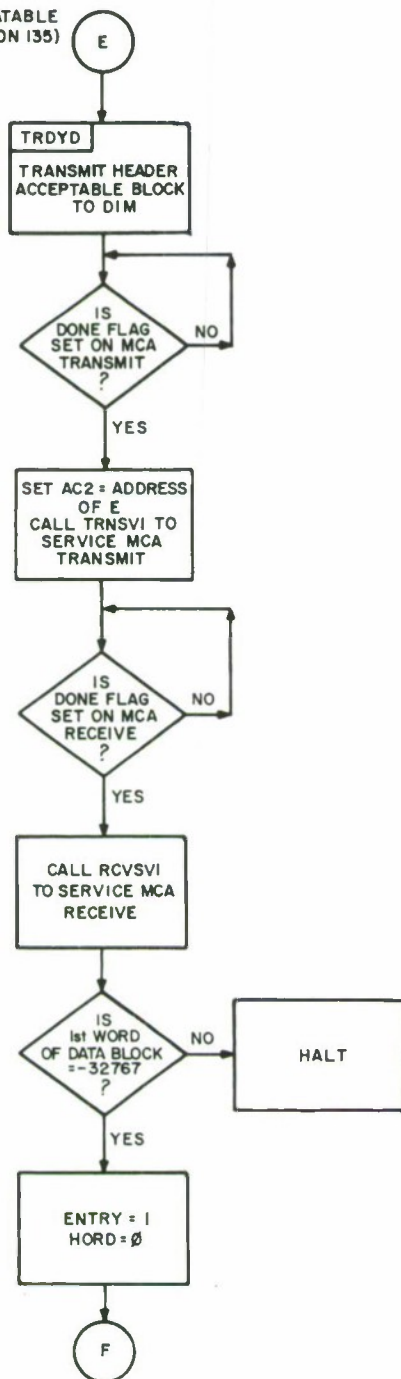 ATABLE
ON 135)
E
TRDYD
TRANSMIT HEADER
ACCEPTABLE BLOCK
TO DIM
IS
DONE FLAG
SET ON MCA
TRANSMIT
?
NO
YES
SET AC2 = ADDRESS
OF E
CALL TRNSVI TO
SERVICE MCA
TRANSMIT
IS
DONE FLAG
SET ON MCA
RECEIVE
?
NO
YES
CALL RCVSVI
TO SERVICE MCA
RECEIVE
IS
1st WORD
OF DATA BLOCK
=-32767
?
NO
HALT
YES
ENTRY = 1
HORD = Ø
F